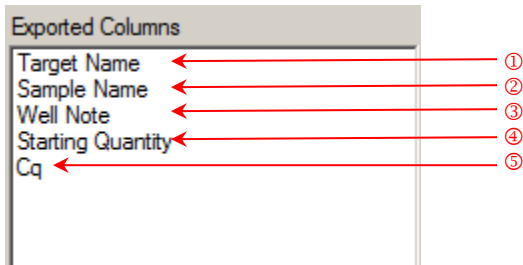 Exported Columns
Target Name ①
Sample Name ②
Well Note ③
Starting Quantity ④
Cq ⑤